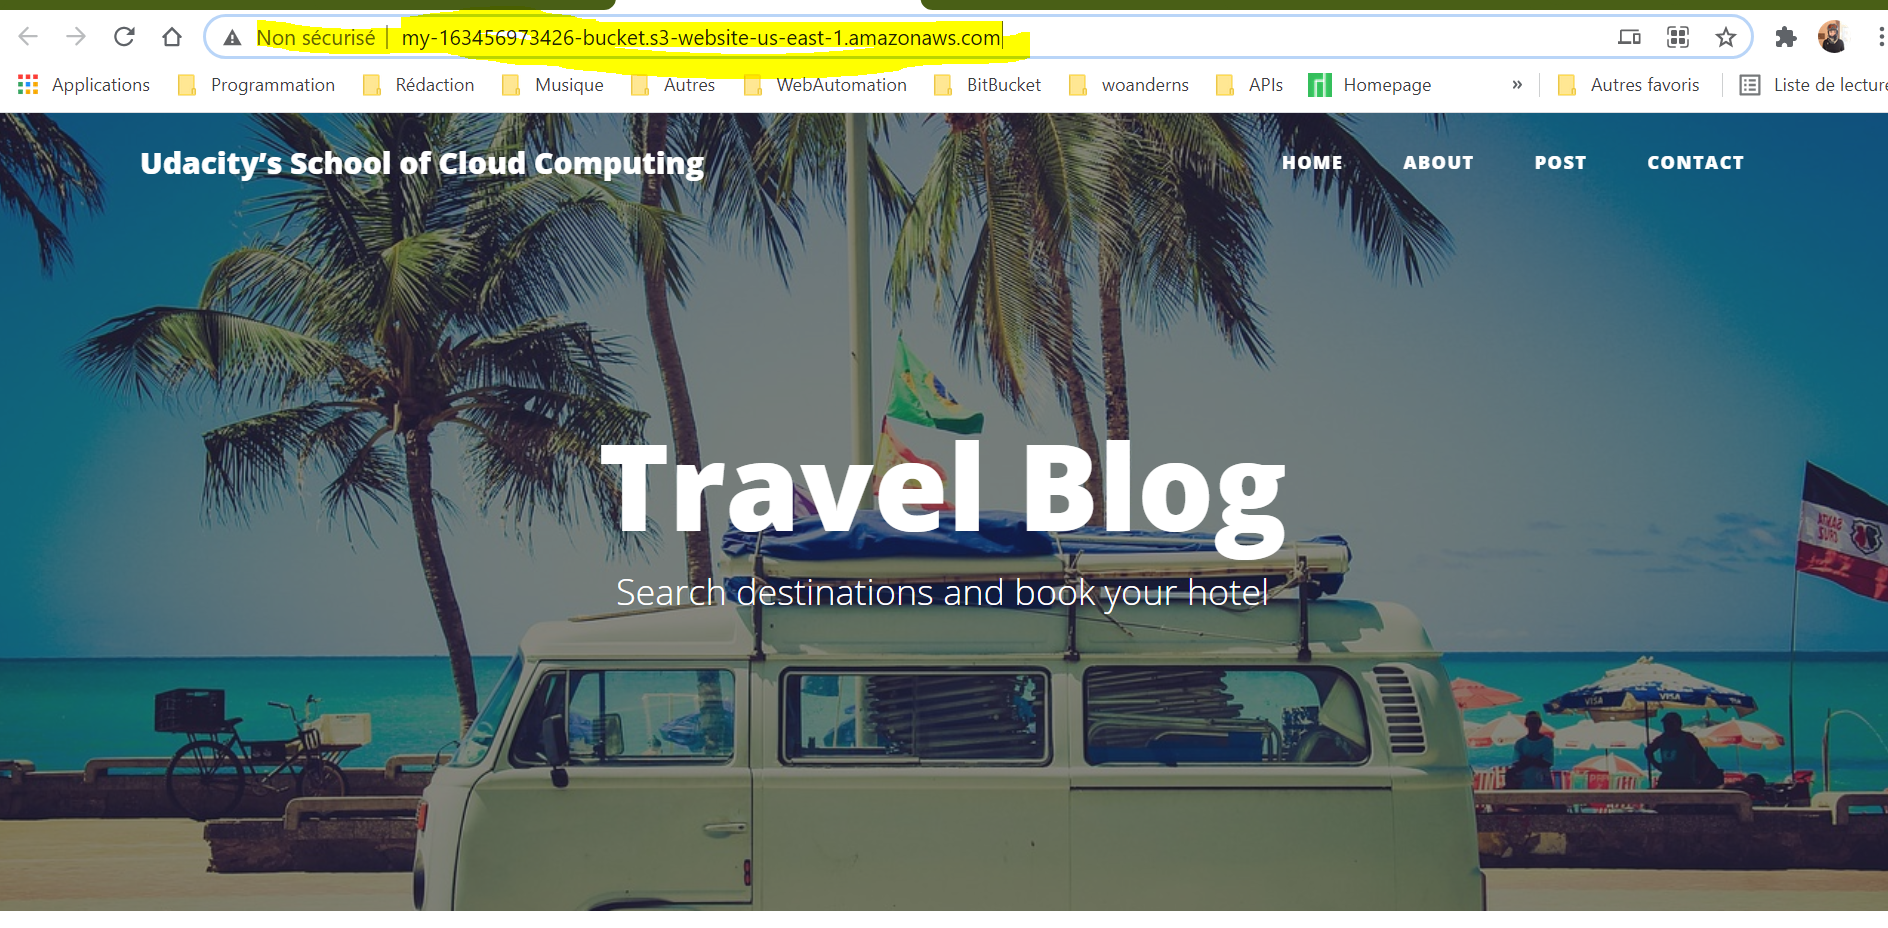 Non sécurisé | my-163456973426-bucket.s3-website-us-east-1.amazonaws.com
Applications Programmation Rédaction Musique Autres WebAutomation BitBucket woanderns APIs Homepage » Autres favoris Liste de lecture
Udacity’s School of Cloud Computing HOME ABOUT POST CONTACT
Travel Blog
Search destinations and book your hotel
VISA VISA